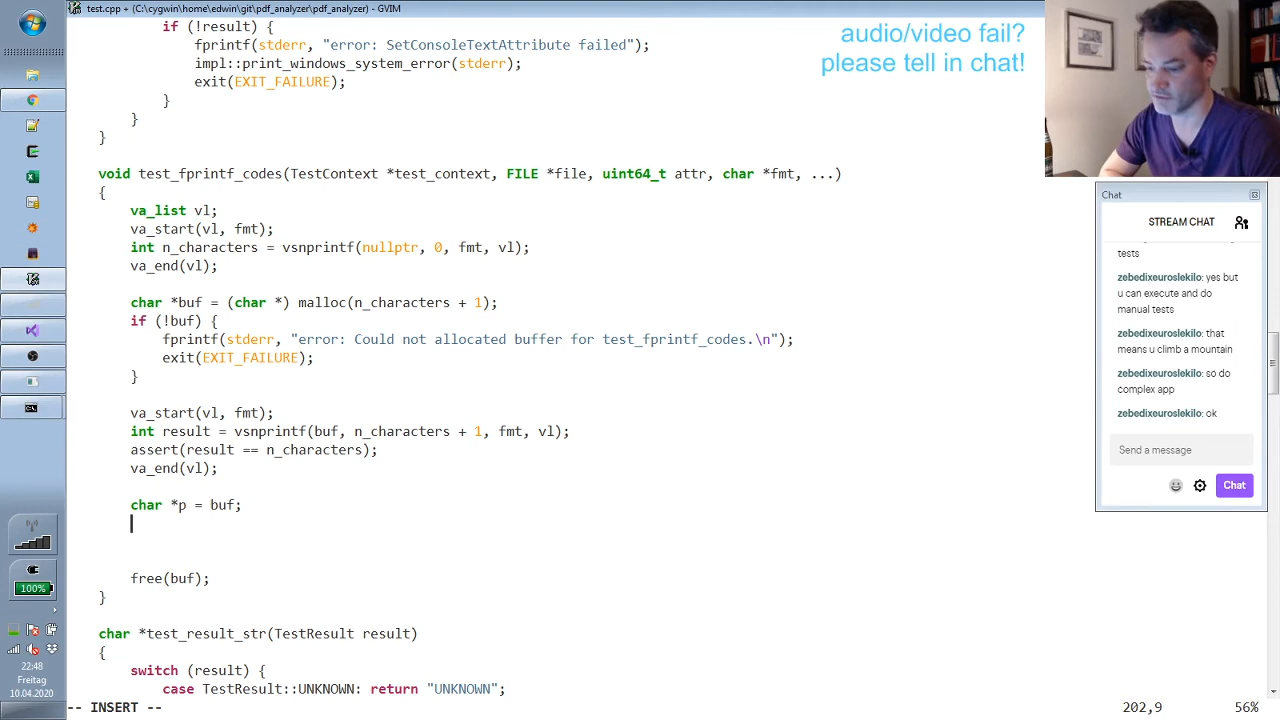 test.cpp + (C:\cygwin\home\edwin\git\pdf_analyzer\pdf_analyzer) - GVIM
if (!result) {
fprintf(stderr, "error: SetConsoleTextAttribute failed");
impl::print_windows_system_error(stderr);
exit(EXIT_FAILURE);
}
}
}
void test_fprintf_codes(TestContext *test_context, FILE *file, uint64_t attr, char *fmt, ...)
{
va_list vl;
va_start(vl, fmt);
int n_characters = vsnprintf(nullptr, 0, fmt, vl);
va_end(vl);
char *buf = (char *) malloc(n_characters + 1);
if (!buf) {
fprintf(stderr, "error: Could not allocated buffer for test_fprintf_codes.\n");
exit(EXIT_FAILURE);
}
va_start(vl, fmt);
int result = vsnprintf(buf, n_characters + 1, fmt, vl);
assert(result == n_characters);
va_end(vl);
char *p = buf;
free(buf);
}
char *test_result_str(TestResult result)
{
switch (result) {
case TestResult::UNKNOWN: return "UNKNOWN";
-- INSERT --
202,9
56%
audio/video fail?
please tell in chat!
Chat
STREAM CHAT
tests
zebedixeuroslekilo: yes but
u can execute and do
manual tests
zebedixeuroslekilo: that
means u climb a mountain
zebedixeuroslekilo: so do
complex app
zebedixeuroslekilo: ok
Send a message
Chat
100%
22:48
Freitag
10.04.2020